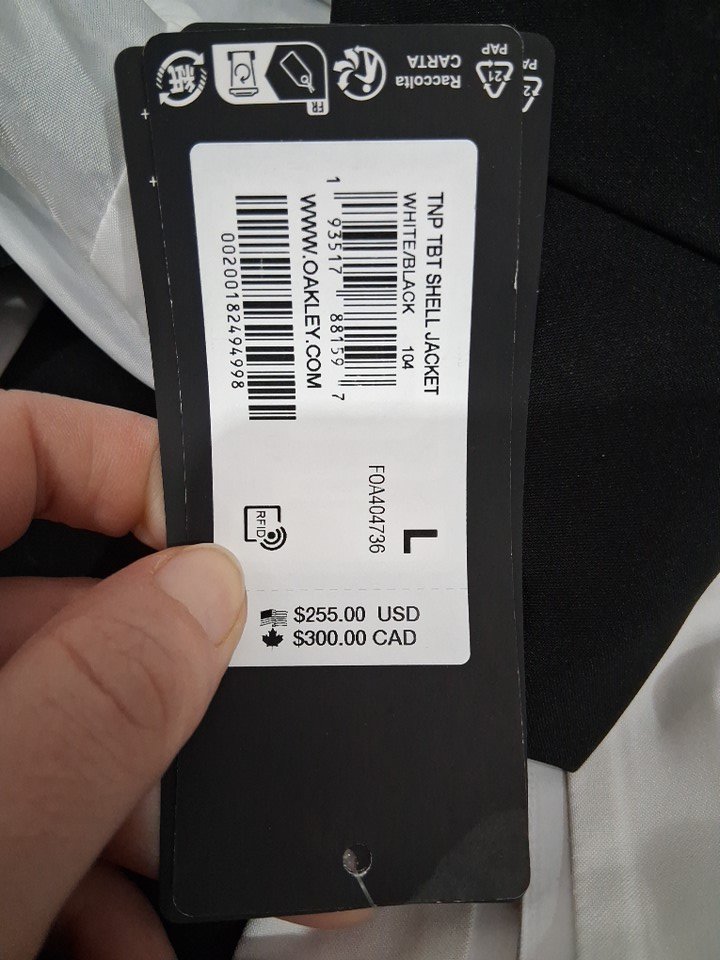 TNP TBT SHELL JACKET
WHITE/BLACK 104
1 93517 88159 7
WWW.OAKLEY.COM
00200182494998
L
F0A404736
RFID
$255.00 USD
$300.00 CAD
21
PAP
Raccolta
CARTA
FR